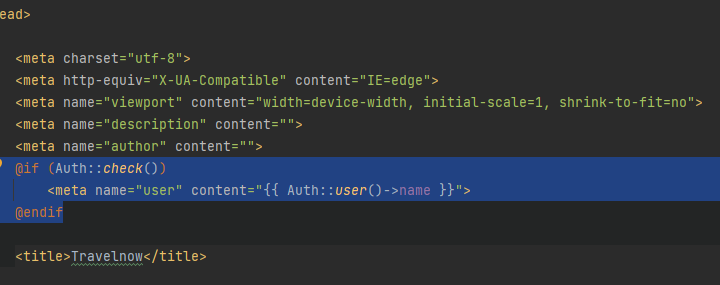 ead>
<meta charset="utf-8">
<meta http-equiv="X-UA-Compatible" content="IE=edge">
<meta name="viewport" content="width=device-width, initial-scale=1, shrink-to-fit=no">
<meta name="description" content="">
<meta name="author" content="">
@if (Auth::check())
<meta name="user" content="{{ Auth::user()->name }}">
@endif
<title>Travelnow</title>